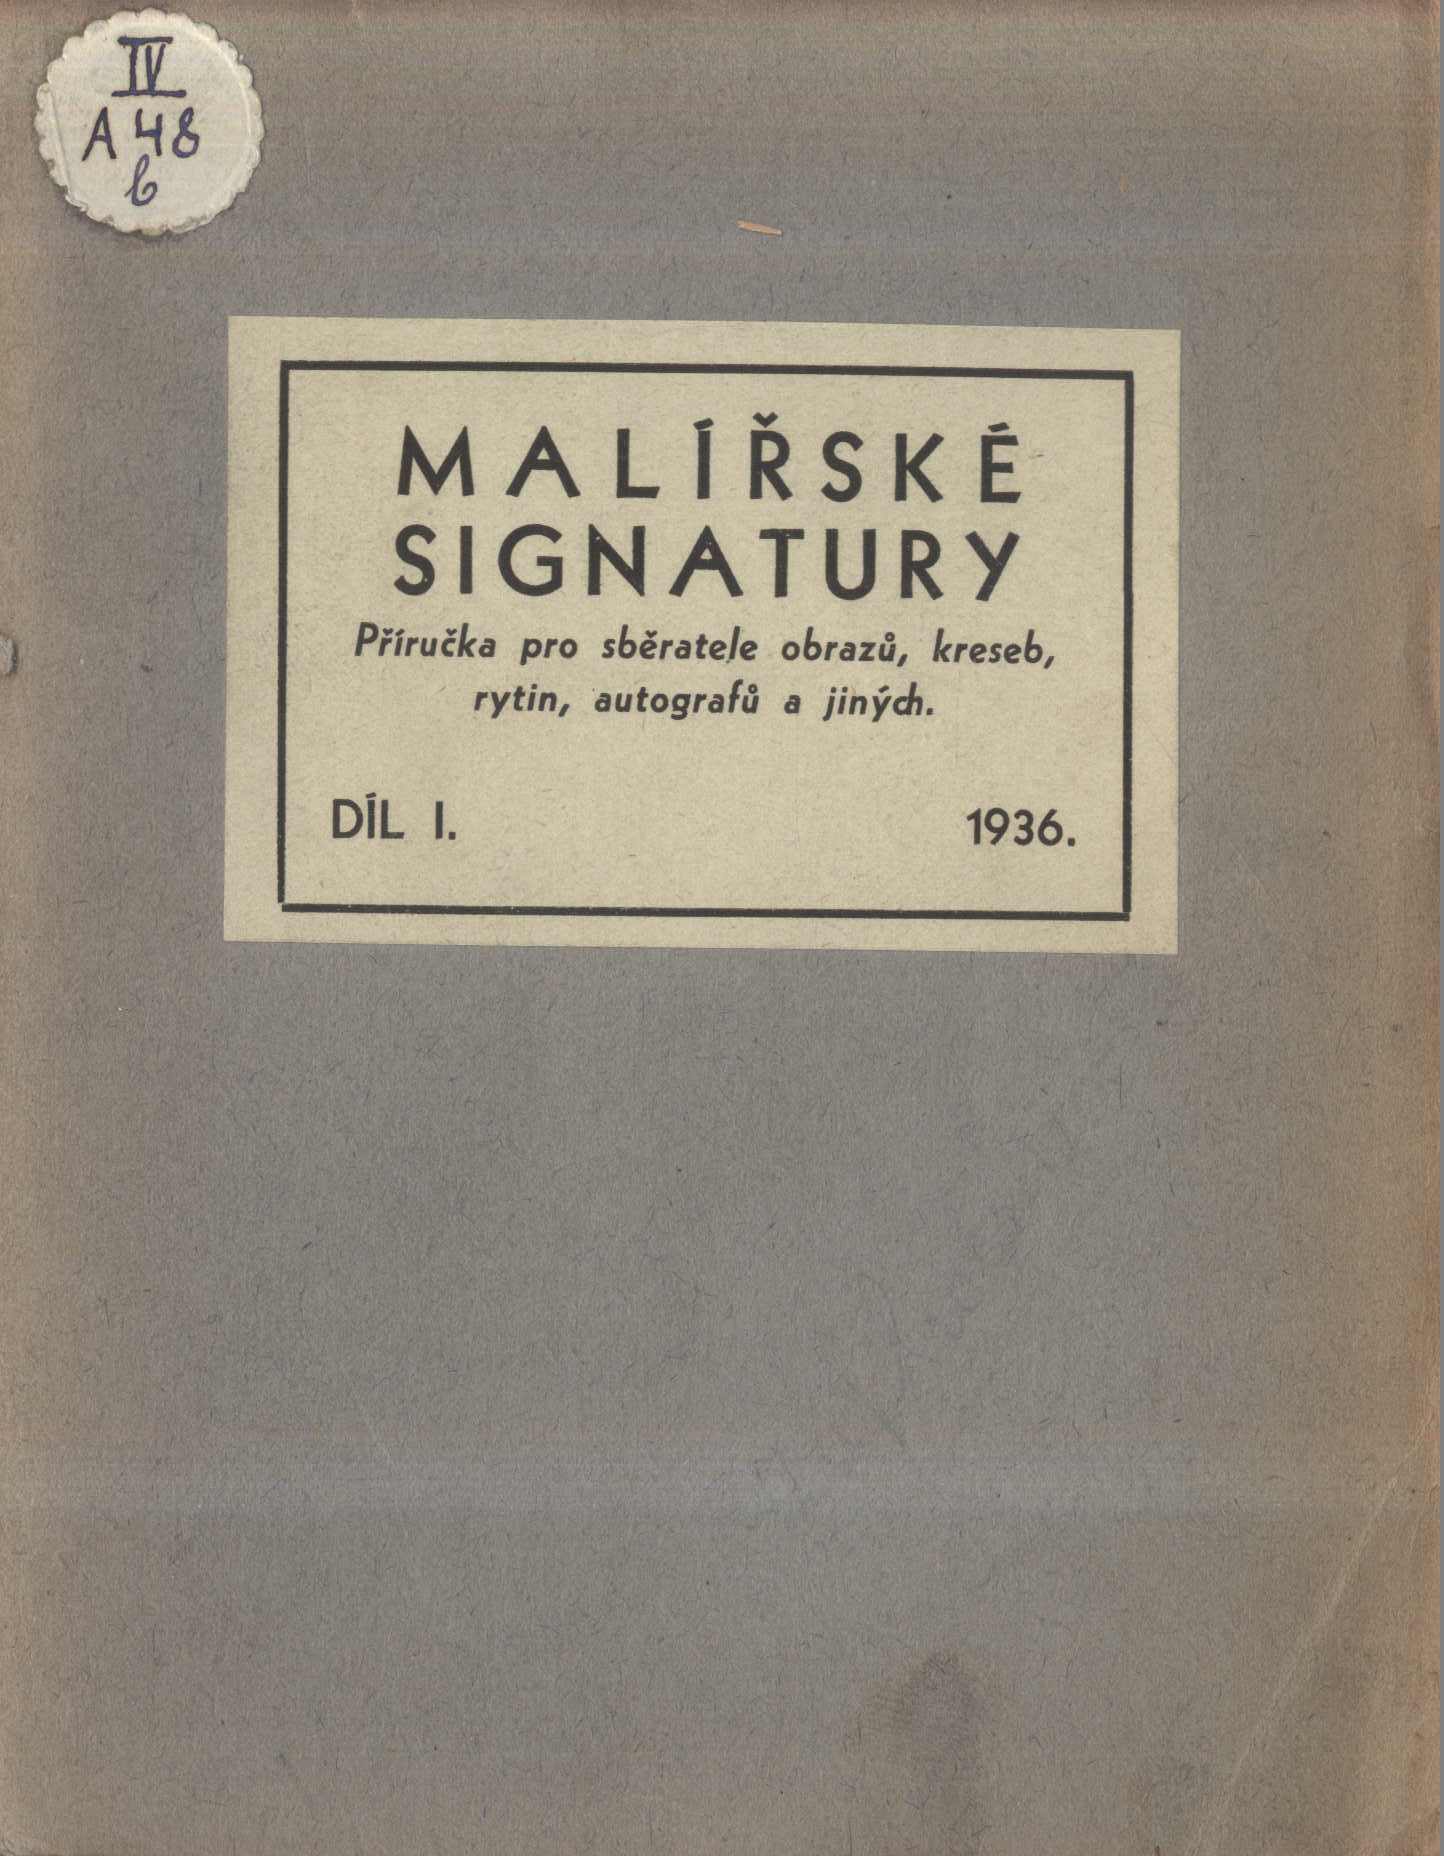 IV
A 48
b
MALÍŘSKÉ
SIGNATURY
Příručka pro sběratele obrazů, kreseb,
rytin, autografů a jiných.
DÍL I. 1936.